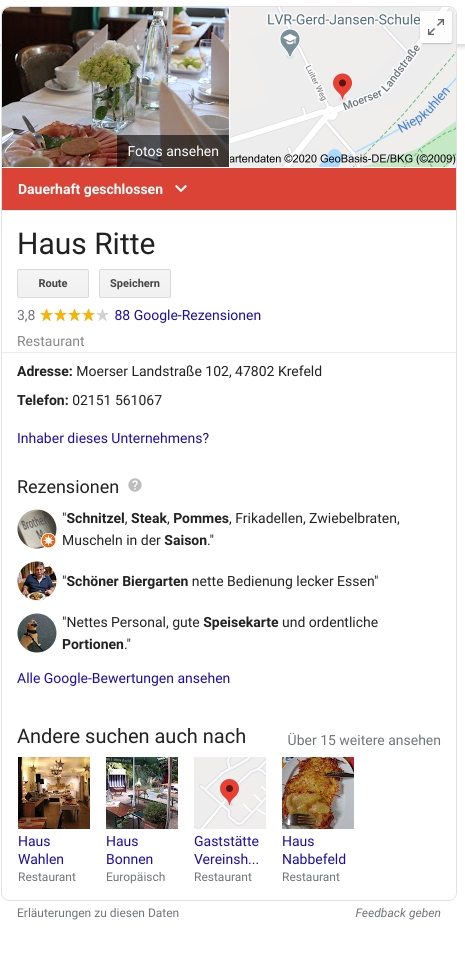 LVR-Gerd-Jansen-Schule
Luiter Weg
Moerser Landstraße
Niepkuhlen
Fotos ansehen
artendaten ©2020 GeoBasis-DE/BKG (©2009)
Dauerhaft geschlossen
Haus Ritte
Route Speichern
3,8 88 Google-Rezensionen
Restaurant
Adresse: Moerser Landstraße 102, 47802 Krefeld
Telefon: 02151 561067
Inhaber dieses Unternehmens?
Rezensionen ?
"Schnitzel, Steak, Pommes, Frikadellen, Zwiebelbraten,
Muscheln in der Saison."
"Schöner Biergarten nette Bedienung lecker Essen"
"Nettes Personal, gute Speisekarte und ordentliche
Portionen."
Alle Google-Bewertungen ansehen
Andere suchen auch nach Über 15 weitere ansehen
Haus Wahlen
Restaurant
Haus Bonnen
Europäisch
Gaststätte Vereinsh...
Restaurant
Haus Nabbefeld
Restaurant
Erläuterungen zu diesen Daten Feedback geben